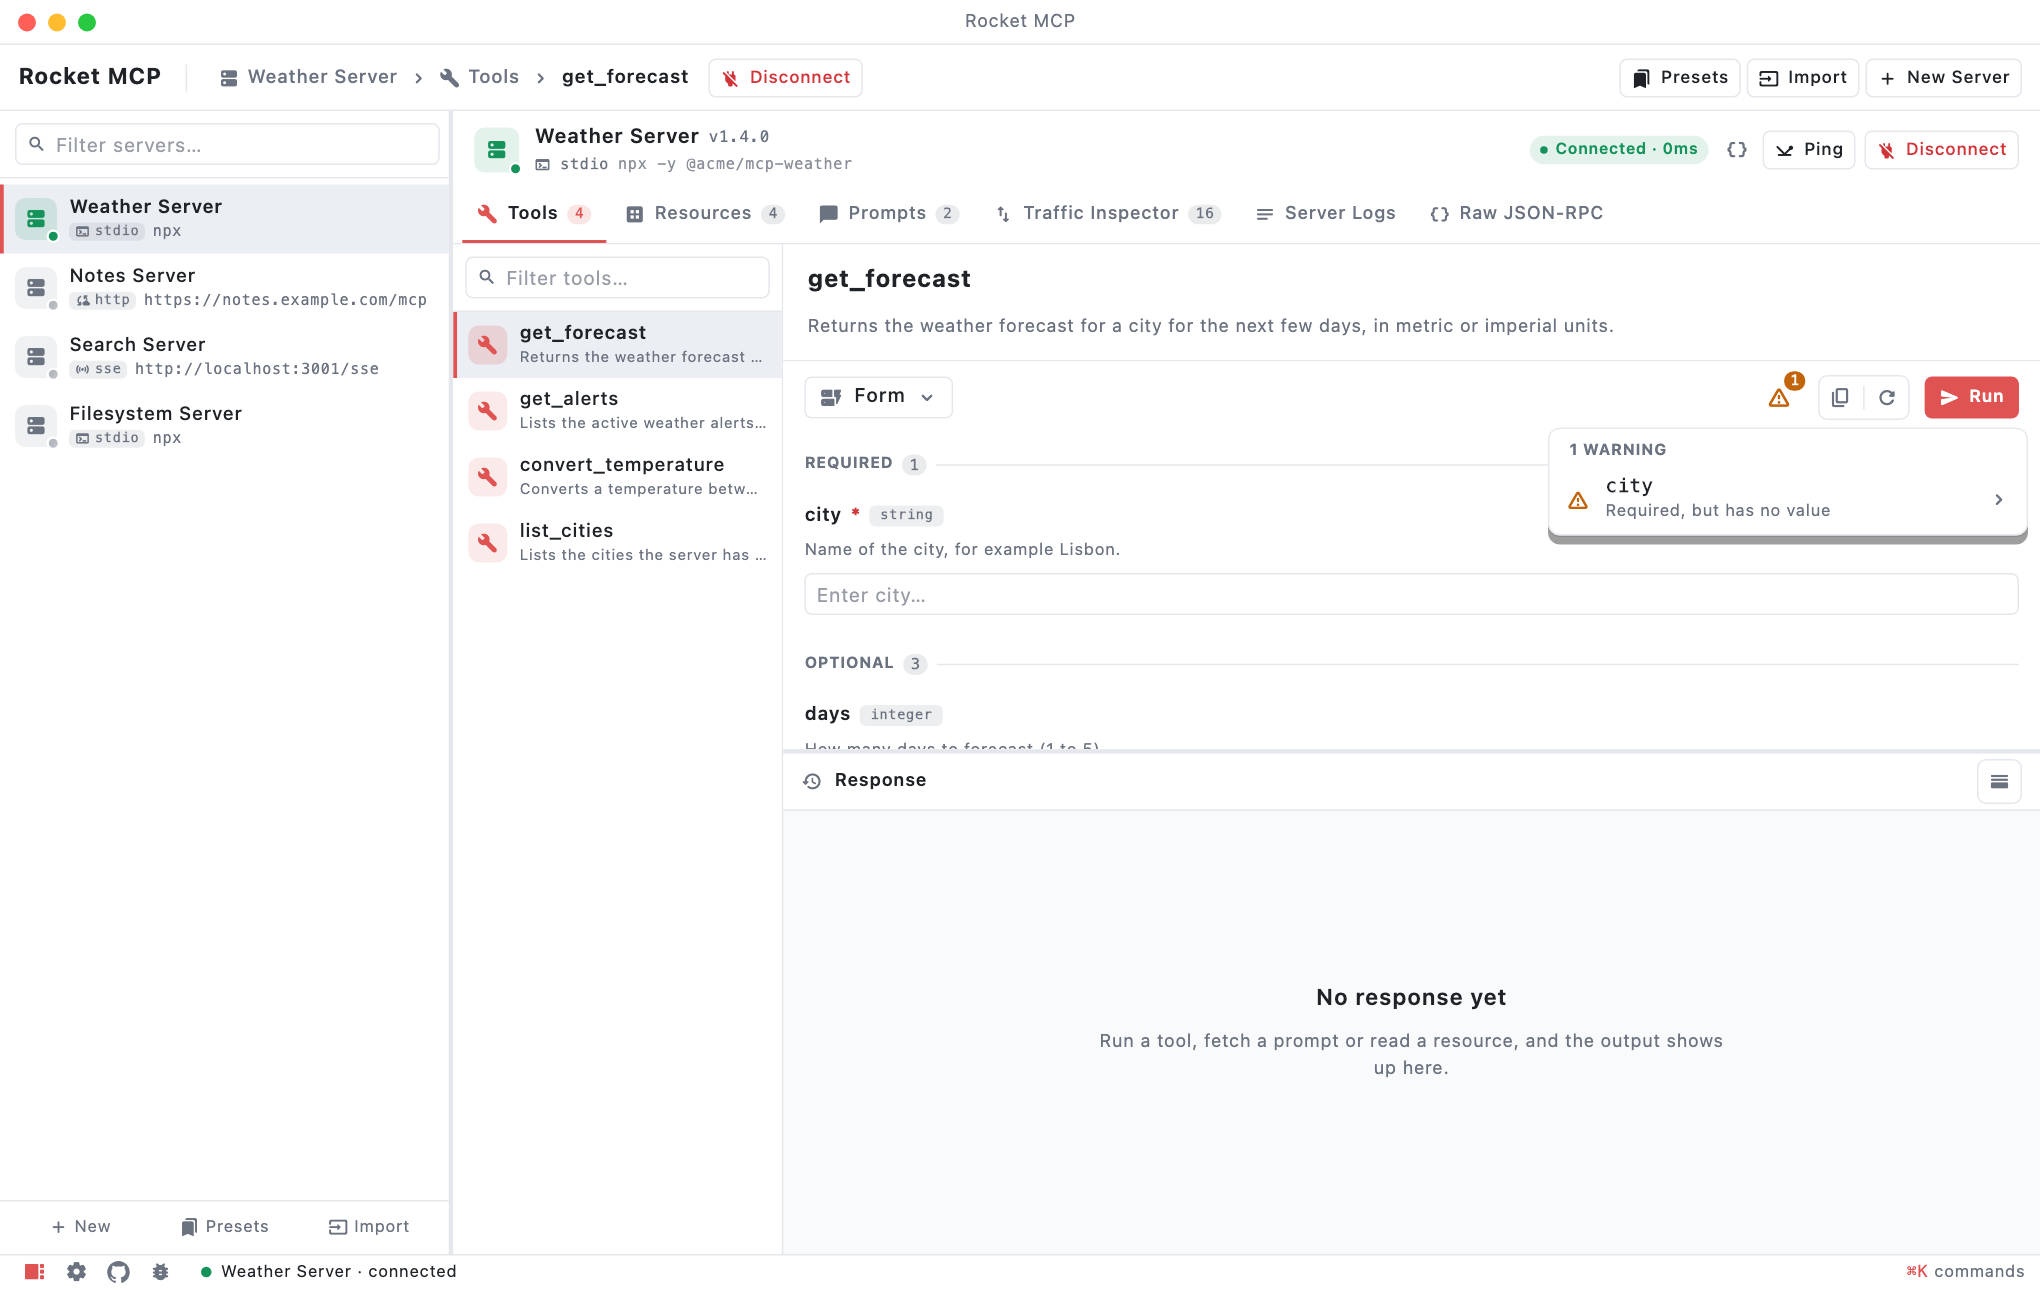 Rocket MCP
Rocket MCP
Weather Server
Tools
get_forecast
Disconnect
Presets
Import
New Server
Filter servers...
Weather Server
stdio npx
Notes Server
http https://notes.example.com/mcp
Search Server
sse http://localhost:3001/sse
Filesystem Server
stdio npx
New
Presets
Import
Weather Server v1.4.0
stdio npx -y @acme/mcp-weather
Connected · 0ms
{}
Ping
Disconnect
Tools 4
Resources 4
Prompts 2
Traffic Inspector 16
Server Logs
{} Raw JSON-RPC
Filter tools...
get_forecast
Returns the weather forecast ...
get_alerts
Lists the active weather alerts...
convert_temperature
Converts a temperature betw...
list_cities
Lists the cities the server has ...
get_forecast
Returns the weather forecast for a city for the next few days, in metric or imperial units.
Form
1
Run
1 WARNING
city
Required, but has no value
REQUIRED 1
city * string
Name of the city, for example Lisbon.
Enter city...
OPTIONAL 3
days integer
How many days to forecast (1 to 5)
Response
No response yet
Run a tool, fetch a prompt or read a resource, and the output shows
up here.
Weather Server · connected
⌘K commands